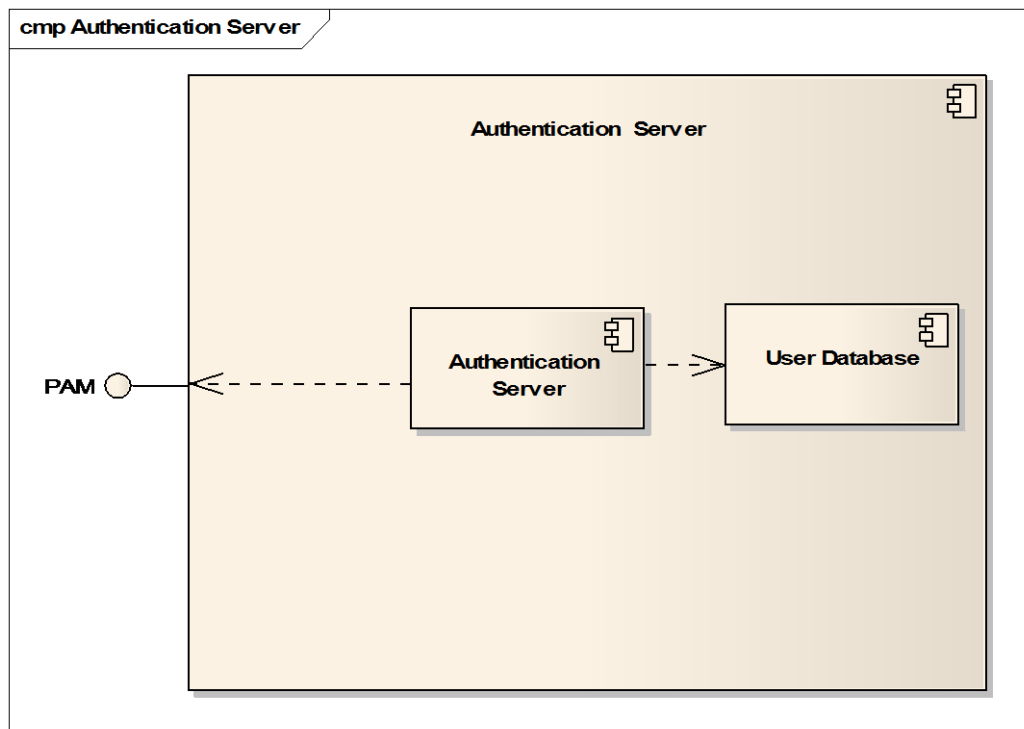 cmp Authentication Server
Authentication Server
Authentication
Server
User Database
PAM